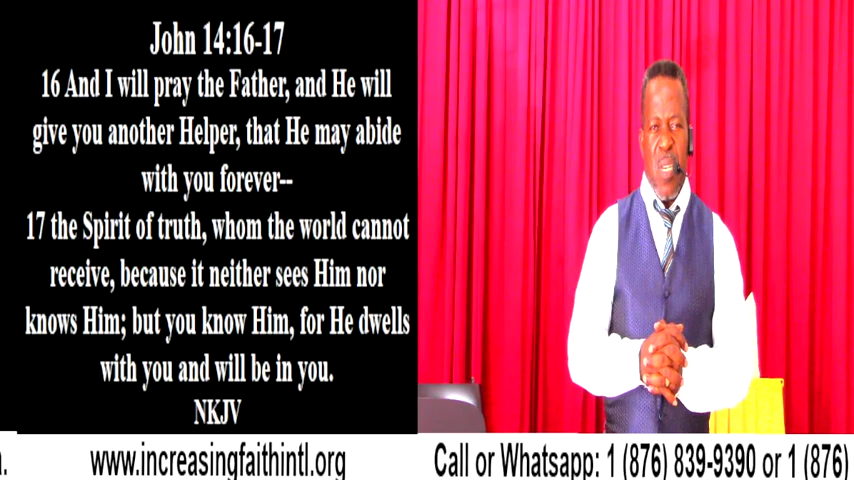 John 14:16-17
16 And I will pray the Father, and He will
give you another Helper, that He may abide
with you forever--
17 the Spirit of truth, whom the world cannot
receive, because it neither sees Him nor
knows Him; but you know Him, for He dwells
with you and will be in you.
NKJV
. www.increasingfaithintl.org Call or Whatsapp: 1 (876) 839-9390 or 1 (876)